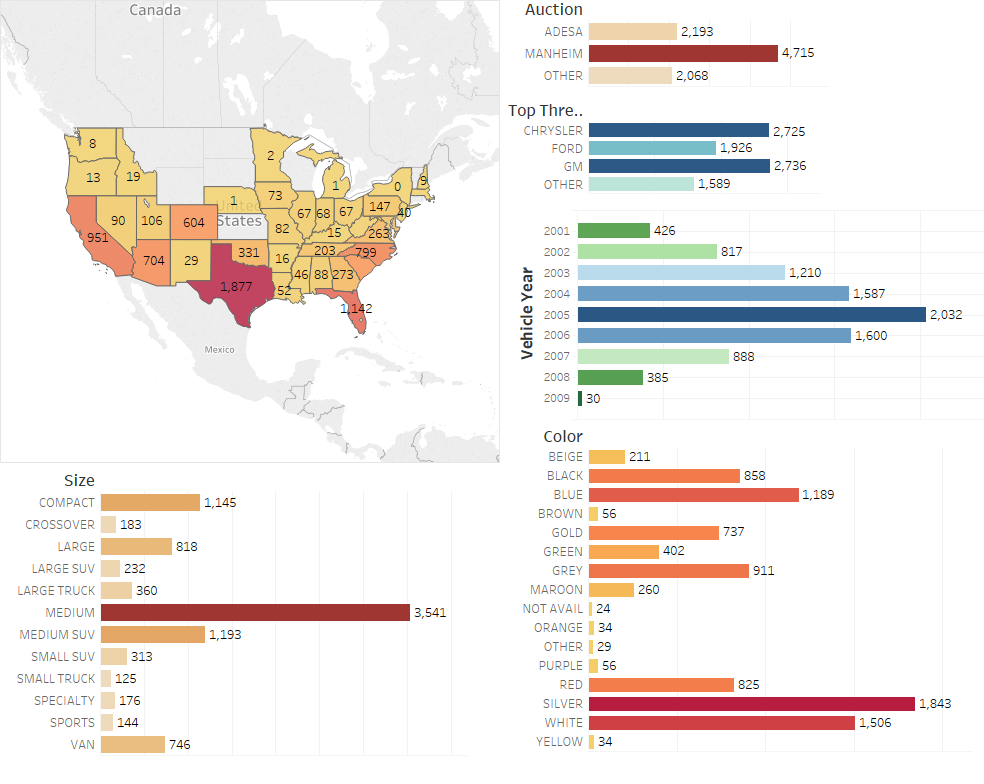 Canada
8
13
19
2
1
9
0
1
United
States
73
67
68
67
147
40
951
90
106
604
82
15
263
704
29
331
16
203
799
1,877
52
46
88
273
1,142
Mexico
Auction
ADESA 2,193
MANHEIM 4,715
OTHER 2,068
Top Thre..
CHRYSLER 2,725
FORD 1,926
GM 2,736
OTHER 1,589
Vehicle Year
2001 426
2002 817
2003 1,210
2004 1,587
2005 2,032
2006 1,600
2007 888
2008 385
2009 30
Size
COMPACT 1,145
CROSSOVER 183
LARGE 818
LARGE SUV 232
LARGE TRUCK 360
MEDIUM 3,541
MEDIUM SUV 1,193
SMALL SUV 313
SMALL TRUCK 125
SPECIALTY 176
SPORTS 144
VAN 746
Color
BEIGE 211
BLACK 858
BLUE 1,189
BROWN 56
GOLD 737
GREEN 402
GREY 911
MAROON 260
NOT AVAIL 24
ORANGE 34
OTHER 29
PURPLE 56
RED 825
SILVER 1,843
WHITE 1,506
YELLOW 34